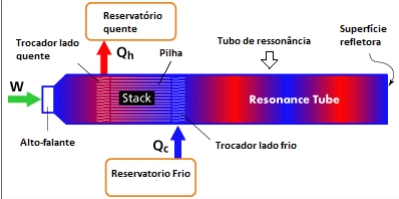 Reservatório
quente
Superfície
refletora
Trocador lado
quente
Qh
Pilha
Tubo de ressonância
W
Stack
Resonance Tube
Alto-falante
Qc
Trocador lado frio
Reservatorio Frio